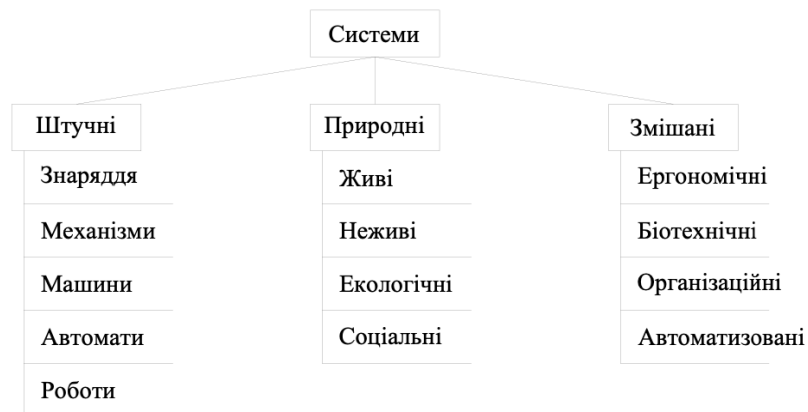 Системи
Штучні
Знаряддя
Механізми
Машини
Автомати
Роботи
Природні
Живі
Неживі
Екологічні
Соціальні
Змішані
Ергономічні
Біотехнічні
Організаційні
Автоматизовані